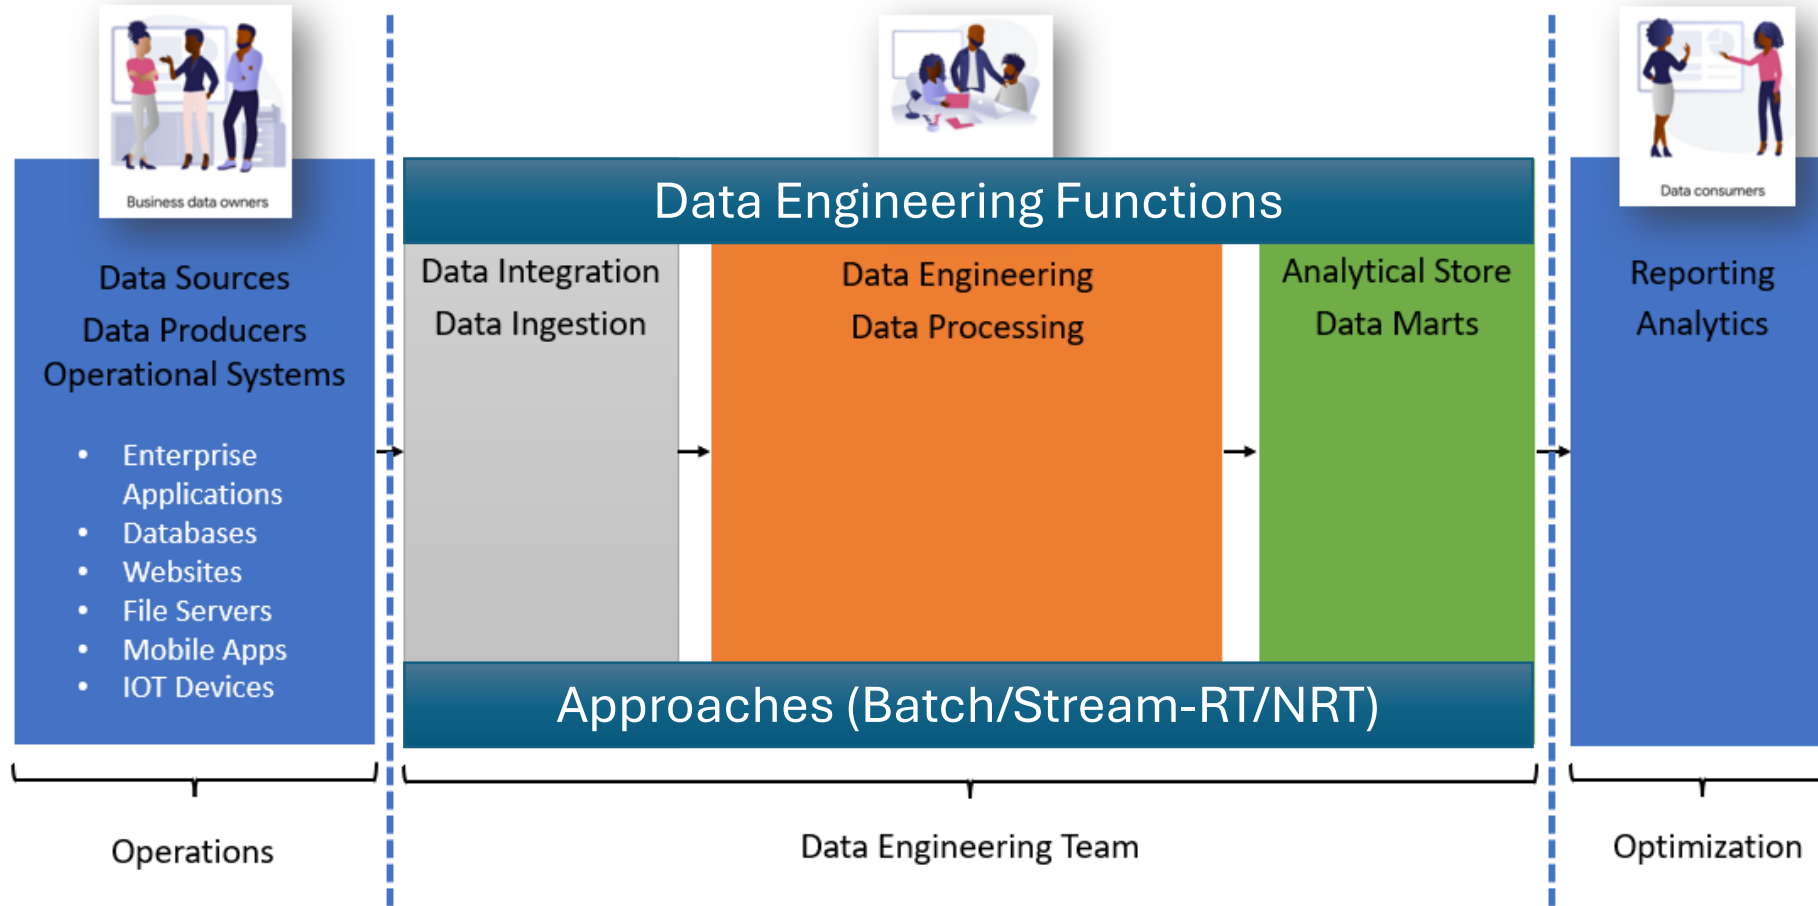 Business data owners
Data Sources
Data Producers
Operational Systems
• Enterprise
Applications
• Databases
• Websites
• File Servers
• Mobile Apps
• IOT Devices
Operations
Data Engineering Functions
Data Integration
Data Ingestion
Data Engineering
Data Processing
Analytical Store
Data Marts
Approaches (Batch/Stream-RT/NRT)
Data Engineering Team
Data consumers
Reporting
Analytics
Optimization